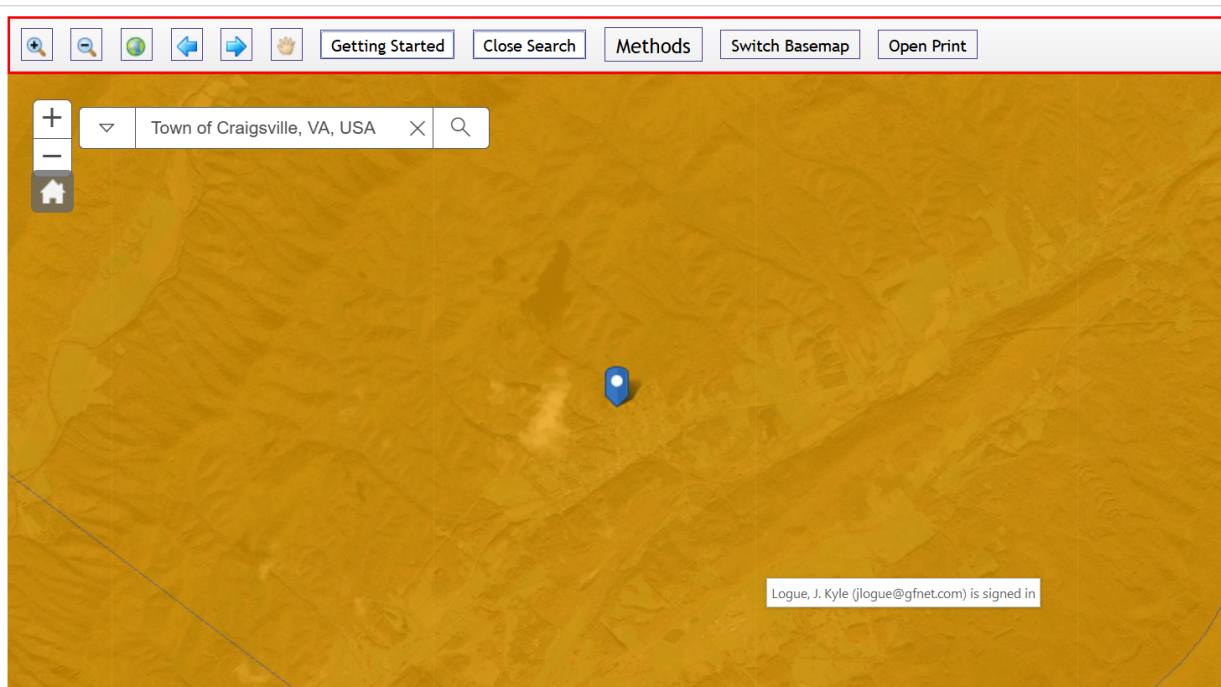 Getting Started Close Search Methods Switch Basemap Open Print
Town of Craigsville, VA, USA
Logue, J. Kyle (jlogue@gfnet.com) is signed in